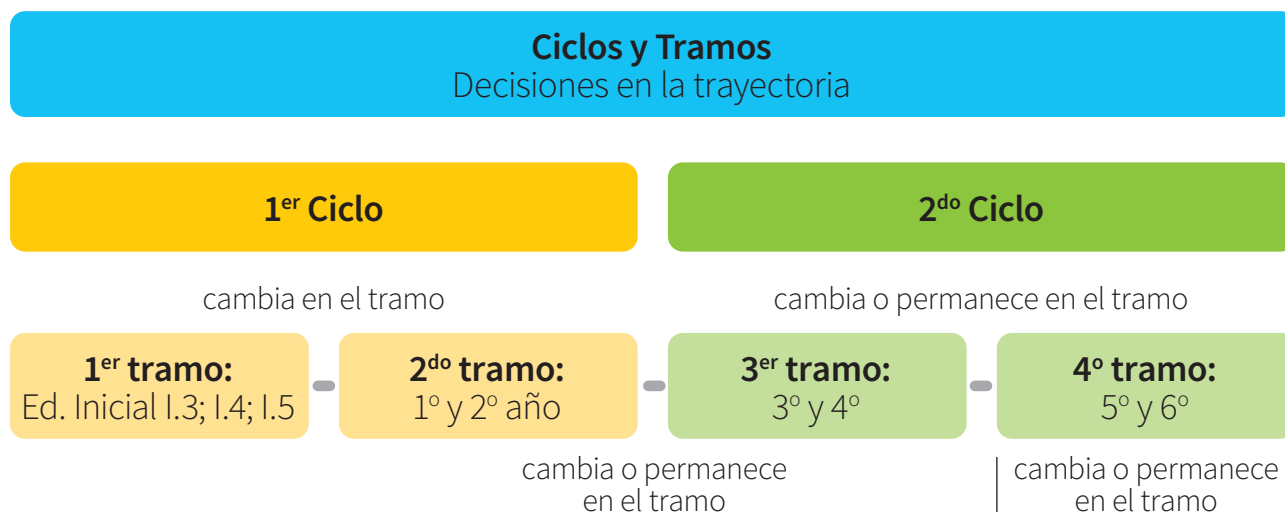 Ciclos y Tramos
Decisiones en la trayectoria
1er Ciclo
2do Ciclo
cambia en el tramo
cambia o permanece en el tramo
1er tramo:
Ed. Inicial I.3; I.4; I.5
2do tramo:
1º y 2º año
3er tramo:
3º y 4º
4º tramo:
5º y 6º
cambia o permanece
en el tramo
cambia o permanece
en el tramo